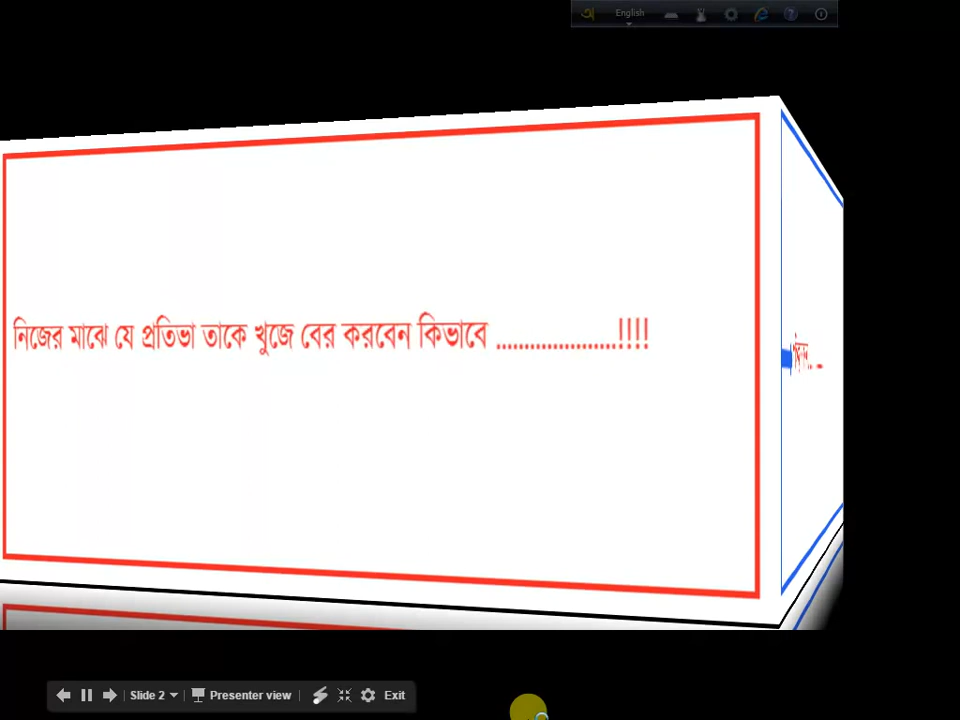 English
নিজের মাঝে যে প্রতিভা তাকে খুজে বের করবেন কিভাবে .....................!!!!
Slide 2
Presenter view
Exit